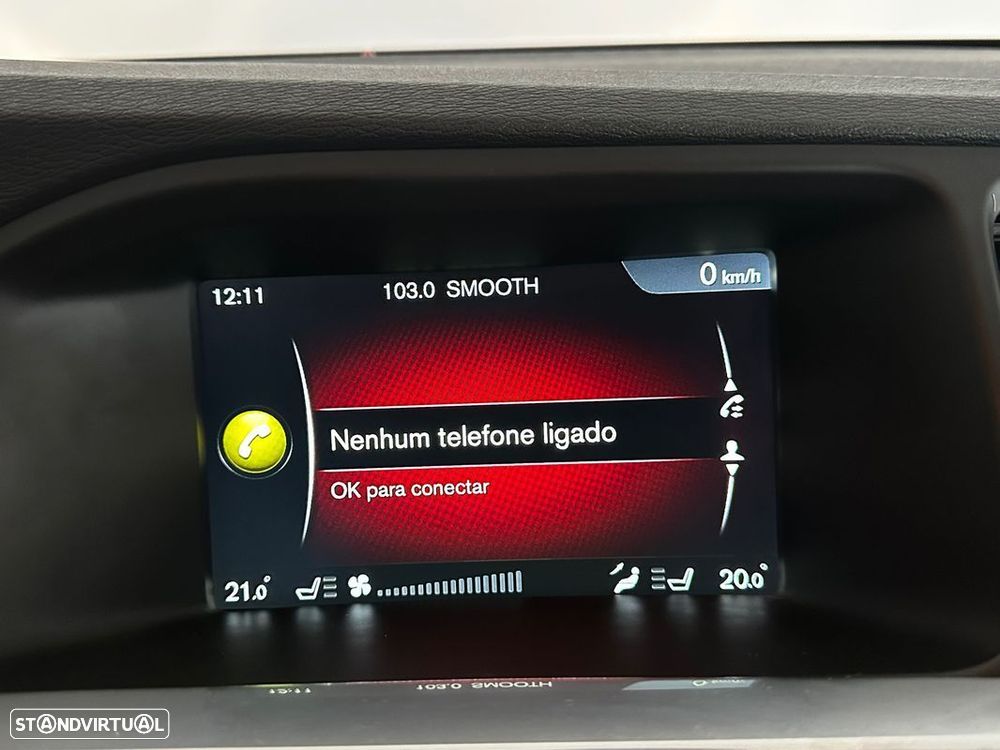 12:11
103.0 SMOOTH
0 km/h
Nenhum telefone ligado
OK para conectar
21.0°
20.0°
STANDVIRTUAL